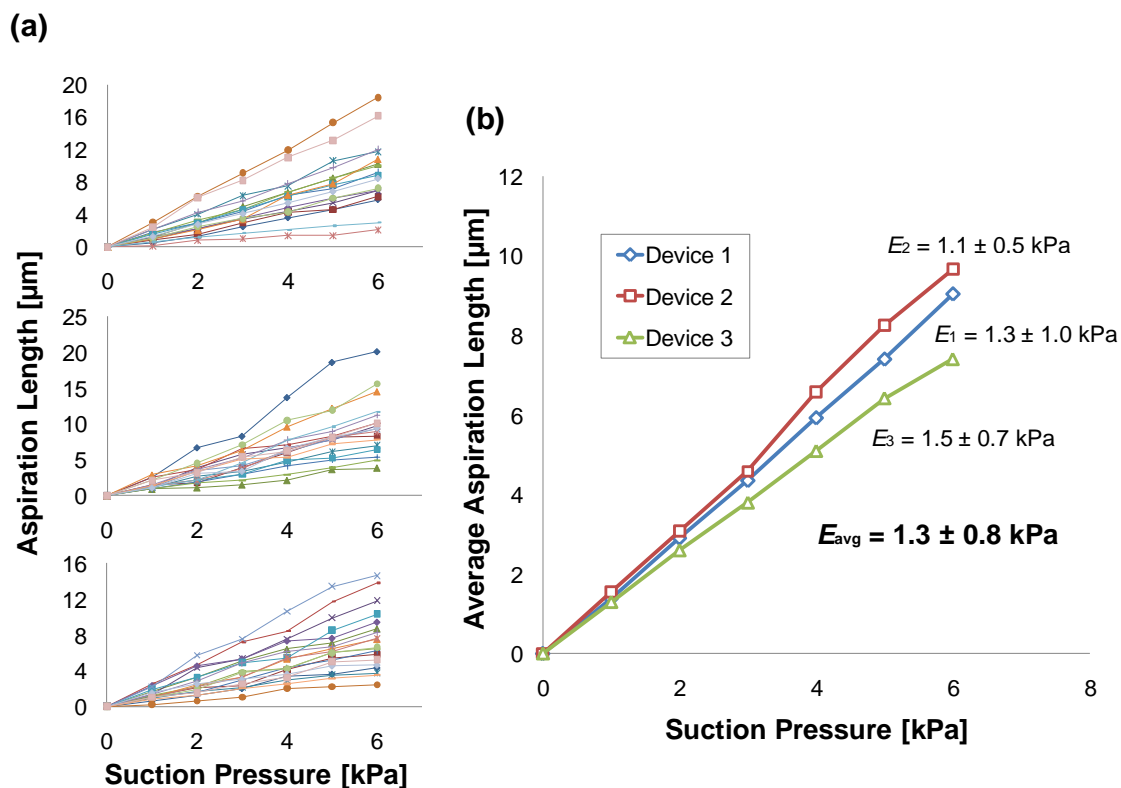 (a)
20
16
12
8
4
0
0 2 4 6
25
20
15
10
5
0
0 2 4 6
16
12
8
4
0
0 2 4 6
Aspiration Length [µm]
Suction Pressure [kPa]
(b)
12
10
8
6
4
2
0
0 2 4 6 8
Average Aspiration Length [µm]
Suction Pressure [kPa]
Device 1
Device 2
Device 3
E2 = 1.1 ± 0.5 kPa
E1 = 1.3 ± 1.0 kPa
E3 = 1.5 ± 0.7 kPa
Eavg = 1.3 ± 0.8 kPa